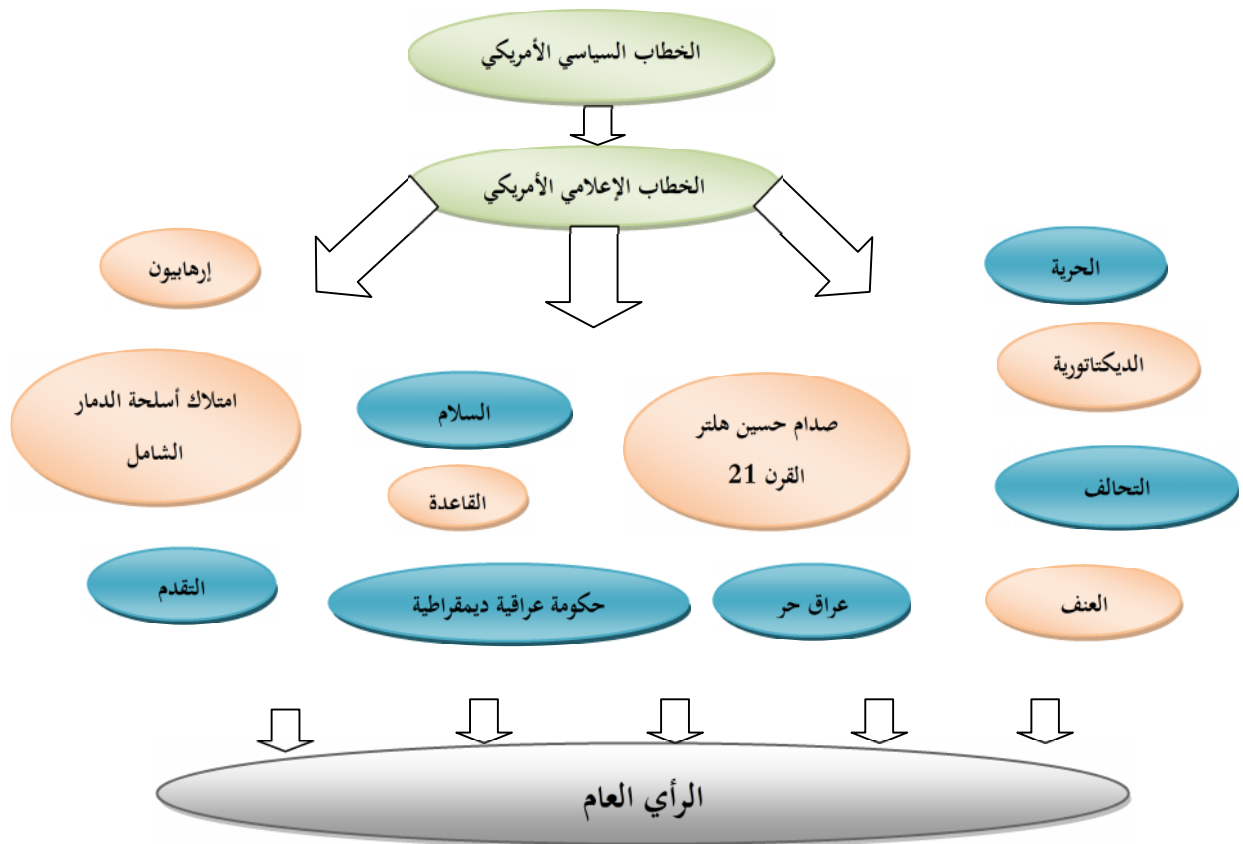 الخطاب السياسي الأمريكي
الخطاب الإعلامي الأمريكي
الحرية
إرهابيون
الديكتاتورية
امتلاك أسلحة الدمار
الشامل
السلام
صدام حسين هلتر
القرن 21
التحالف
القاعدة
التقدم
حكومة عراقية ديمقراطية
عراق حر
العنف
الرأي العام